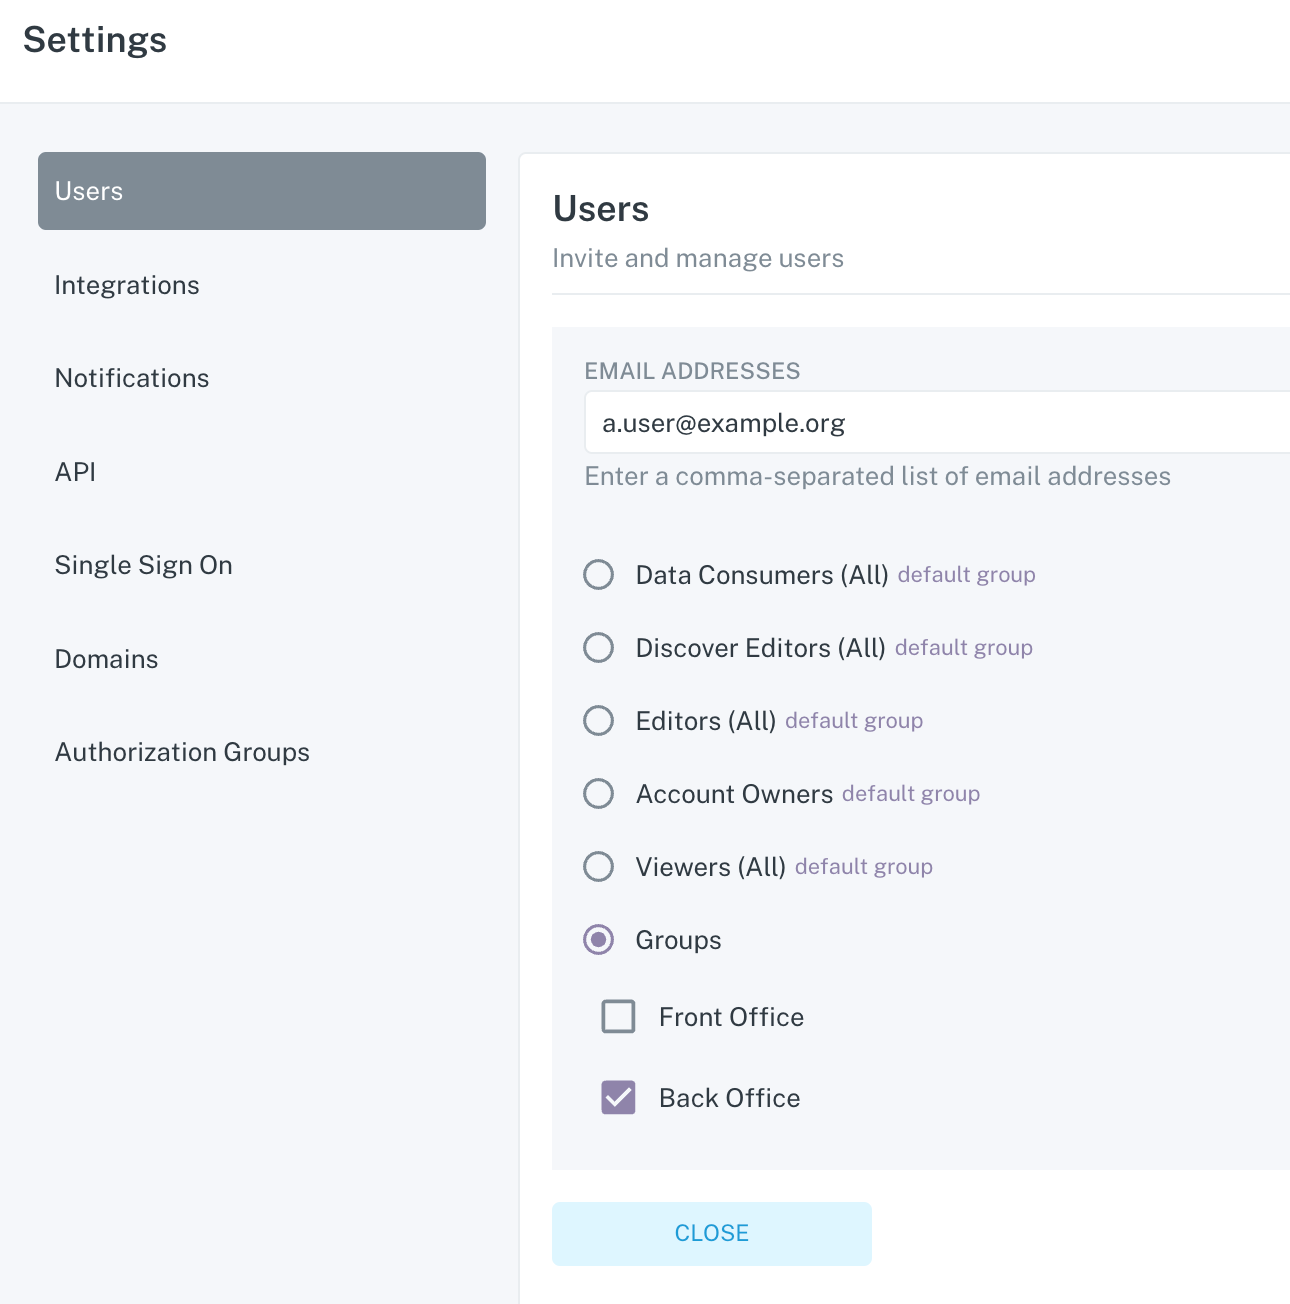 Settings
Users
Integrations
Notifications
API
Single Sign On
Domains
Authorization Groups
Users
Invite and manage users
EMAIL ADDRESSES
a.user@example.org
Enter a comma-separated list of email addresses
Data Consumers (All) default group
Discover Editors (All) default group
Editors (All) default group
Account Owners default group
Viewers (All) default group
Groups
Front Office
Back Office
CLOSE